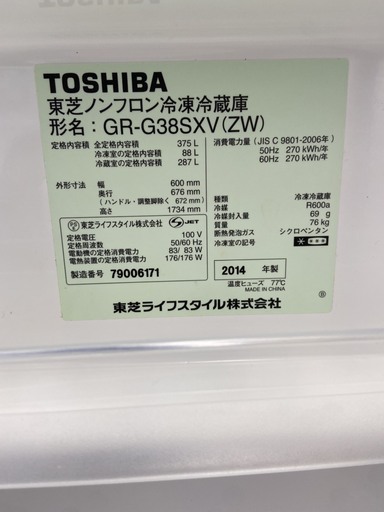 TOSHIBA
東芝ノンフロン冷凍冷蔵庫
形名：GR-G38SXV(ZW)
定格内容積 全定格内容積 375 L
冷凍室の定格内容積 88 L
冷蔵室の定格内容積 287 L
外形寸法 幅 600 mm
奥行 676 mm
(ハンドル・調整脚除く 672 mm)
高さ 1734 mm
東芝ライフスタイル株式会社 S-JET
定格電圧 100 V
定格周波数 50/60 Hz
電動機の定格消費電力 83/ 83 W
電熱装置の定格消費電力 176/176 W
製造番号 79006171
消費電力量 (JIS C 9801-2006年)
50Hz 270 kWh/年
60Hz 270 kWh/年
種類 冷凍冷蔵庫
冷媒 R600a
冷媒封入量 69 g
質量 76 kg
断熱発泡ガス シクロペンタン
冷凍室の記号
2014 年製
温度ヒューズ 77℃
MADE IN CHINA
東芝ライフスタイル株式会社